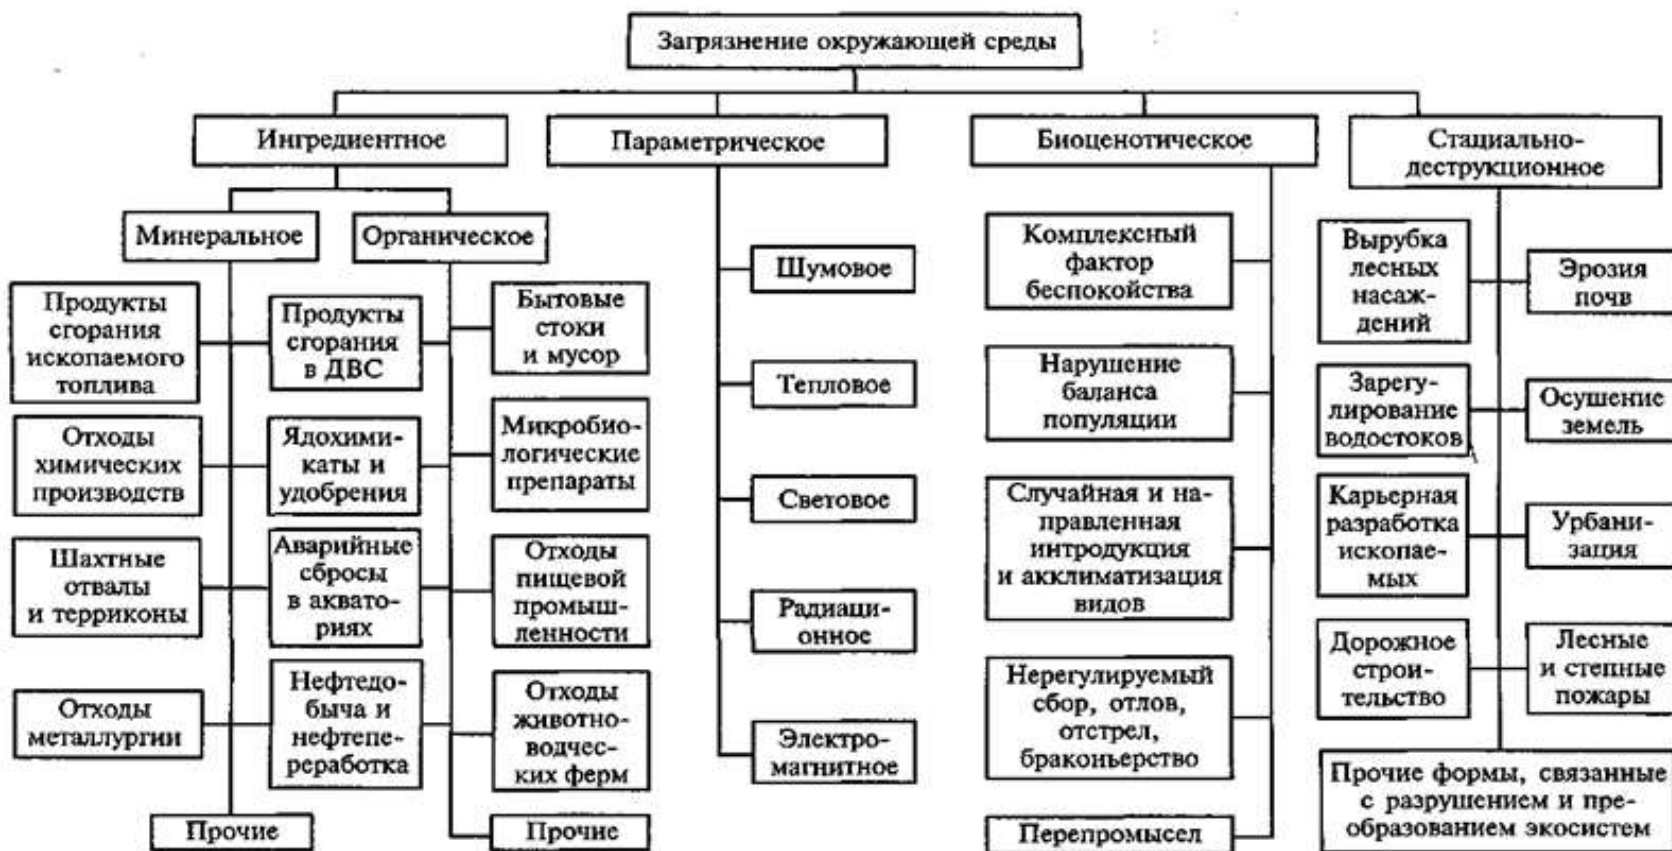 Загрязнение окружающей среды
Ингредиентное
Параметрическое
Биоценотическое
Стациально-
деструкционное
Минеральное
Органическое
Продукты
сгорания
ископаемого
топлива
Отходы
химических
производств
Шахтные
отвалы
и терриконы
Отходы
металлургии
Прочие
Продукты
сгорания
в ДВС
Ядохими-
каты и
удобрения
Аварийные
сбросы
в аквато-
риях
Нефтедо-
быча и
нефтепе-
реработка
Бытовые
стоки
и мусор
Микробио-
логические
препараты
Отходы
пищевой
промыш-
ленности
Отходы
животно-
водчес-
ких ферм
Прочие
Шумовое
Тепловое
Световое
Радиаци-
онное
Электро-
магнитное
Комплексный
фактор
беспокойства
Нарушение
баланса
популяции
Случайная и на-
правленная
интродукция
и акклиматизация
видов
Нерегулируемый
сбор, отлов,
отстрел,
браконьерство
Перепромысел
Вырубка
лесных
насаж-
дений
Зарегу-
лирование
водостоков
Карьерная
разработка
ископае-
мых
Дорожное
строи-
тельство
Эрозия
почв
Осушение
земель
Урбани-
зация
Лесные
и степные
пожары
Прочие формы, связанные
с разрушением и пре-
образованием экосистем